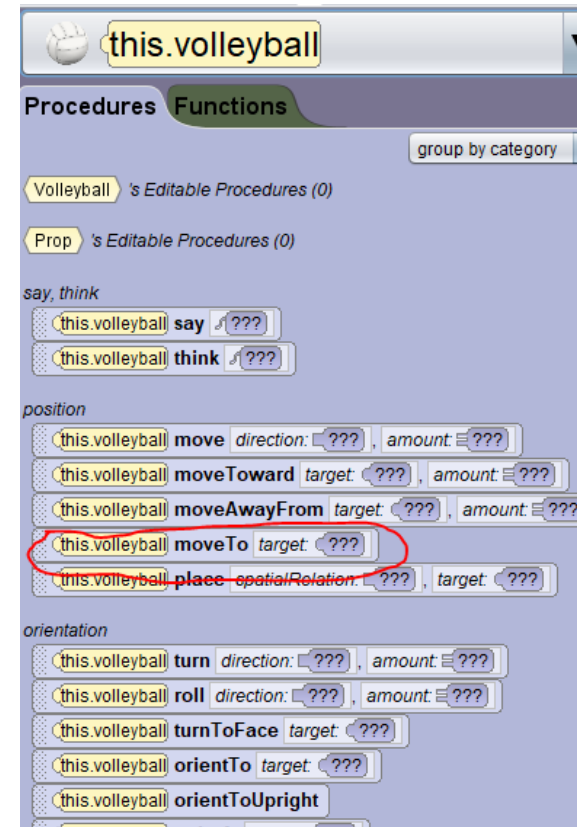 this.volleyball
Procedures Functions
group by category
Volleyball 's Editable Procedures (0)
Prop 's Editable Procedures (0)
say, think
this.volleyball say ???
this.volleyball think ???
position
this.volleyball move direction: ??? , amount: ???
this.volleyball moveToward target: ??? , amount: ???
this.volleyball moveAwayFrom target: ??? , amount: ???
this.volleyball moveTo target: ???
this.volleyball place spatialRelation: ??? , target: ???
orientation
this.volleyball turn direction: ??? , amount: ???
this.volleyball roll direction: ??? , amount: ???
this.volleyball turnToFace target: ???
this.volleyball orientTo target: ???
this.volleyball orientToUpright